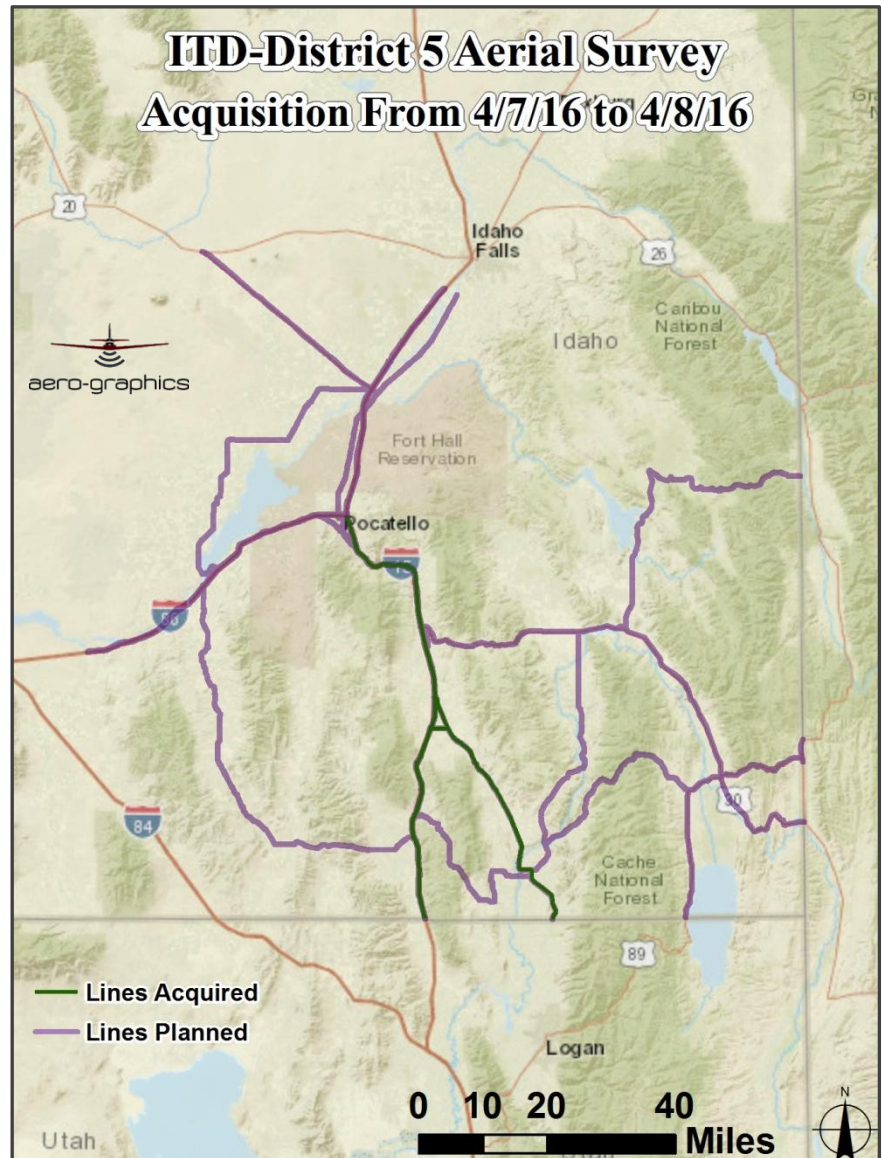 ITD-District 5 Aerial Survey
Acquisition From 4/7/16 to 4/8/16
20
Idaho
Falls
26
Caribou
National
Forest
Idaho
aero-graphics
Fort Hall
Reservation
Pocatello
15
86
30
84
Cache
National
Forest
89
Lines Acquired
Lines Planned
Logan
0 10 20 40
Miles
N
Utah